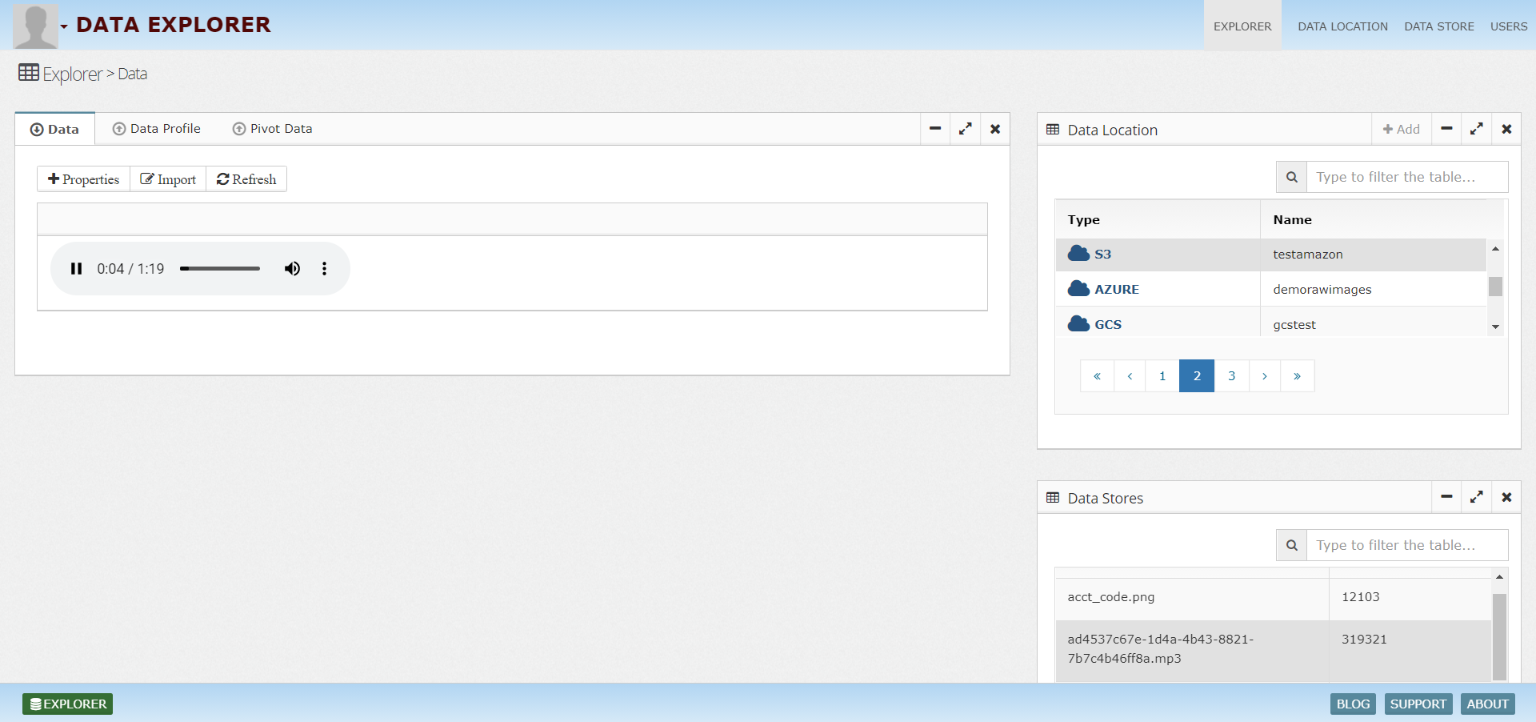 DATA EXPLORER
EXPLORER DATA LOCATION DATA STORE USERS
Explorer > Data
Data Data Profile Pivot Data
Properties Import Refresh
0:04 / 1:19
Data Location Add
Type to filter the table...
Type Name
S3 testamazon
AZURE demorawimages
GCS gcstest
« ‹ 1 2 3 › »
Data Stores
Type to filter the table...
acct_code.png 12103
ad4537c67e-1d4a-4b43-8821- 319321
7b7c4b46ff8a.mp3
EXPLORER BLOG SUPPORT ABOUT